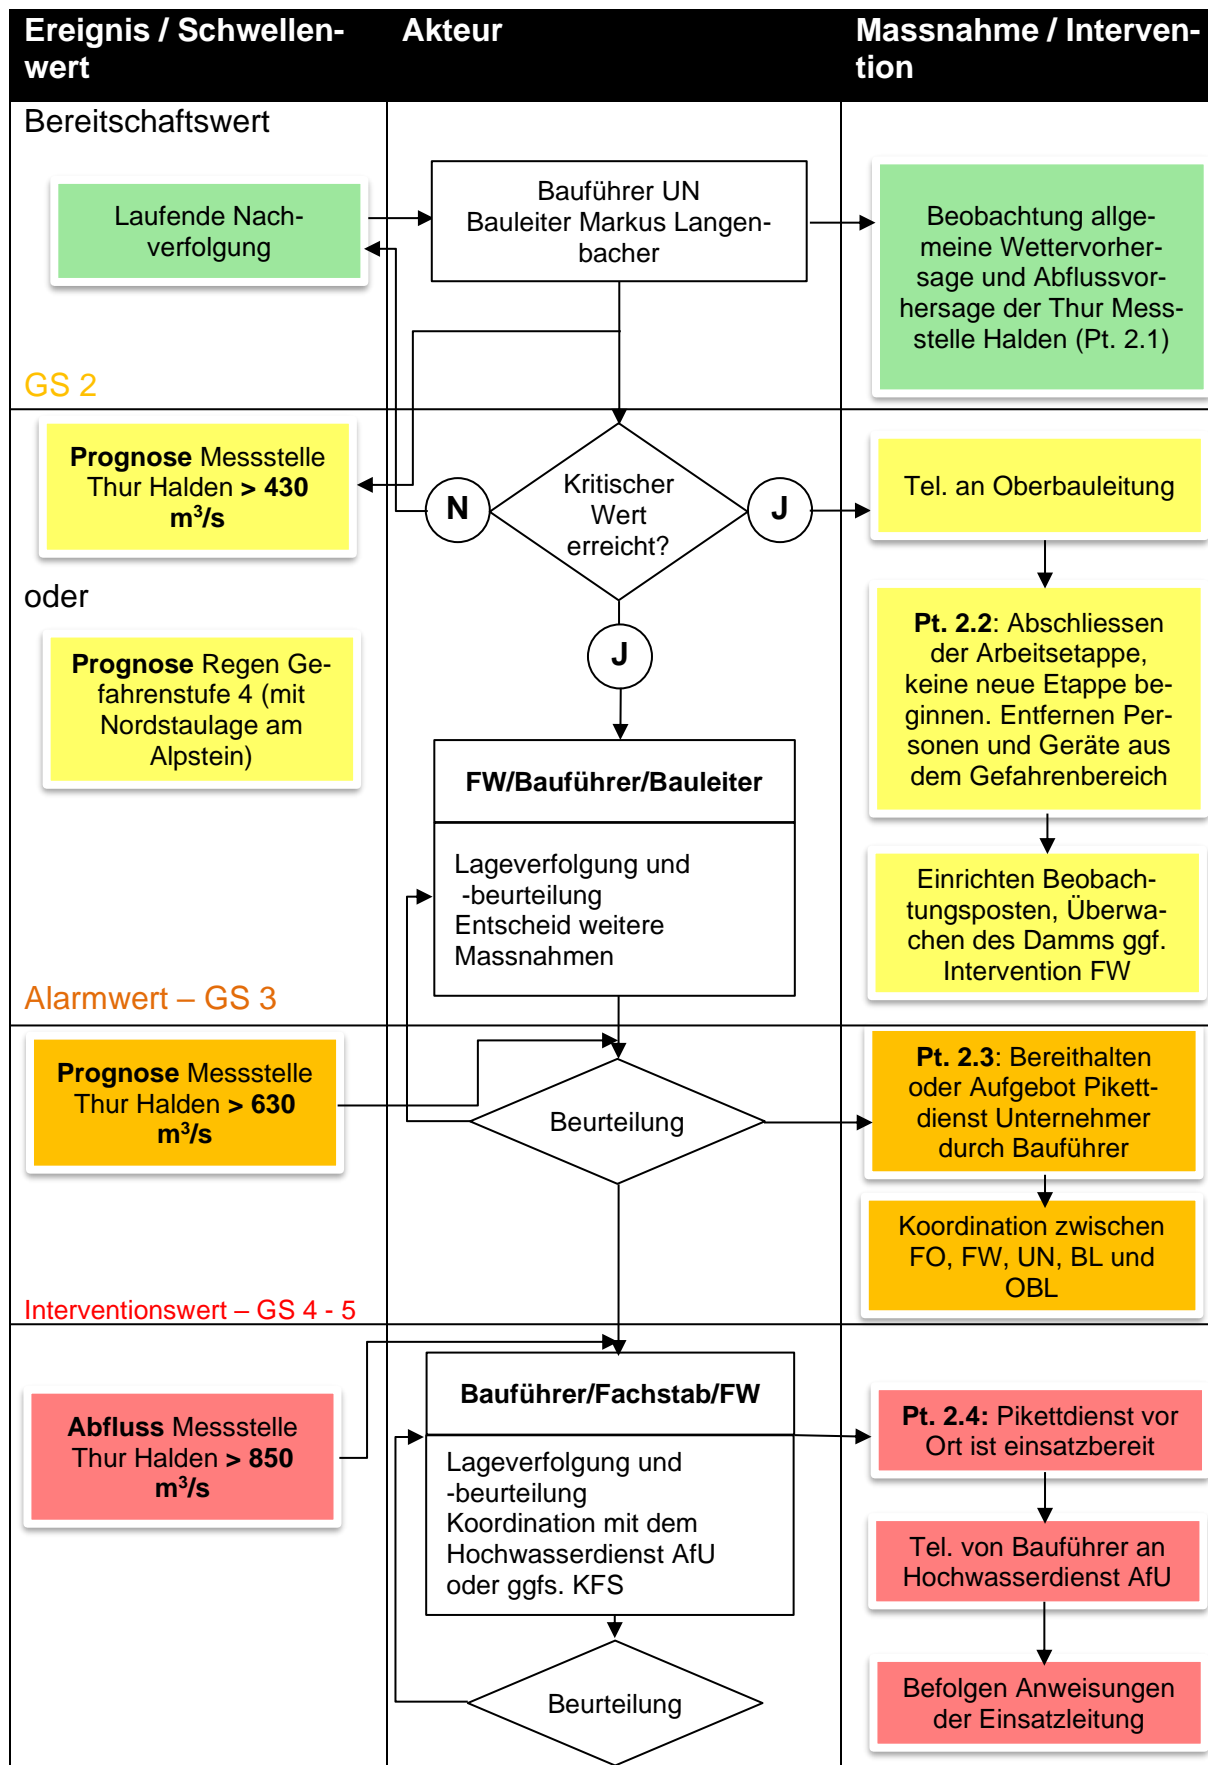 Ereignis / Schwellen-
wert
Akteur
Massnahme / Interven-
tion
Bereitschaftswert
Laufende Nach-
verfolgung
Bauführer UN
Bauleiter Markus Langen-
bacher
Beobachtung allge-
meine Wettervorher-
sage und Abflussvor-
hersage der Thur Mess-
stelle Halden (Pt. 2.1)
GS 2
Prognose Messstelle
Thur Halden > 430
m³/s
N
Kritischer
Wert
erreicht?
J
Tel. an Oberbauleitung
oder
Prognose Regen Ge-
fahrenstufe 4 (mit
Nordstaulage am
Alpstein)
J
Pt. 2.2: Abschliessen
der Arbeitsetappe,
keine neue Etappe be-
ginnen. Entfernen Per-
sonen und Geräte aus
dem Gefahrenbereich
FW/Bauführer/Bauleiter
Lageverfolgung und
-beurteilung
Entscheid weitere
Massnahmen
Einrichten Beobach-
tungsposten, Überwa-
chen des Damms ggf.
Intervention FW
Alarmwert – GS 3
Prognose Messstelle
Thur Halden > 630
m³/s
Beurteilung
Pt. 2.3: Bereithalten
oder Aufgebot Pikett-
dienst Unternehmer
durch Bauführer
Koordination zwischen
FO, FW, UN, BL und
OBL
Interventionswert – GS 4 - 5
Abfluss Messstelle
Thur Halden > 850
m³/s
Bauführer/Fachstab/FW
Lageverfolgung und
-beurteilung
Koordination mit dem
Hochwasserdienst AfU
oder ggfs. KFS
Pt. 2.4: Pikettdienst vor
Ort ist einsatzbereit
Tel. von Bauführer an
Hochwasserdienst AfU
Beurteilung
Befolgen Anweisungen
der Einsatzleitung